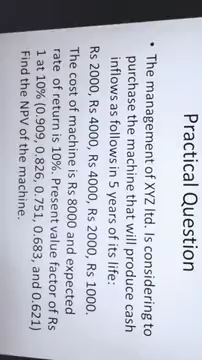 Practical Question
• The management of XYZ ltd. Is considering to
purchase the machine that will produce cash
inflows as follows in 5 years of its life:
Rs 2000, Rs 4000, Rs 4000, Rs 2000, Rs 1000.
The cost of machine is Rs 8000 and expected
rate of return is 10%. Present value factor of Rs
1 at 10% (0.909, 0.826, 0.751, 0.683, and 0.621)
Find the NPV of the machine.